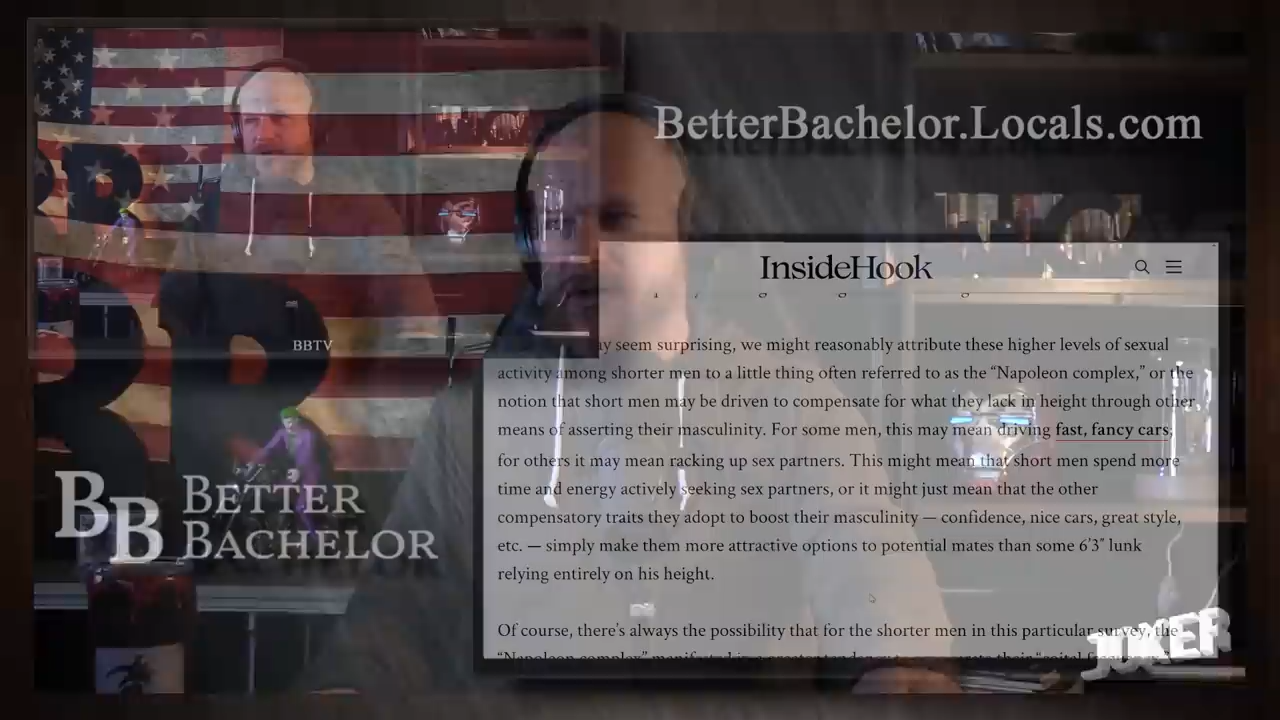 BetterBachelor.Locals.com
InsideHook
BBTV
seem surprising, we might reasonably attribute these higher levels of sexual
activity among shorter men to a little thing often referred to as the “Napoleon complex,” or the
notion that short men may be driven to compensate for what they lack in height through other
means of asserting their masculinity. For some men, this may mean driving fast, fancy cars;
for others it may mean racking up sex partners. This might mean that short men spend more
time and energy actively seeking sex partners, or it might just mean that the other
compensatory traits they adopt to boost their masculinity — confidence, nice cars, great style,
etc. — simply make them more attractive options to potential mates than some 6’3” lunk
relying entirely on his height.
Of course, there’s always the possibility that for the shorter men in this particular survey, the
“Napoleon complex”
BB BETTER
BACHELOR
JOKER